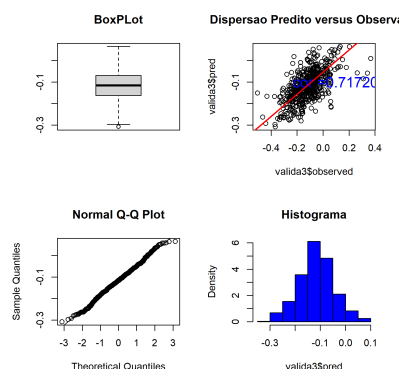 BoxPLot
-0.1
-0.3
Dispersao Predito versus Observa
valida3$pred
-0.1
-0.3
0.7172
-0.4
0.0
0.2
0.4
valida3$observed
Normal Q-Q Plot
Sample Quantiles
-0.1
-0.3
-3
-2
-1
0
1
2
3
Theoretical Quantiles
Histograma
Density
6
4
2
0
-0.3
-0.1
0.1
valida3$pred